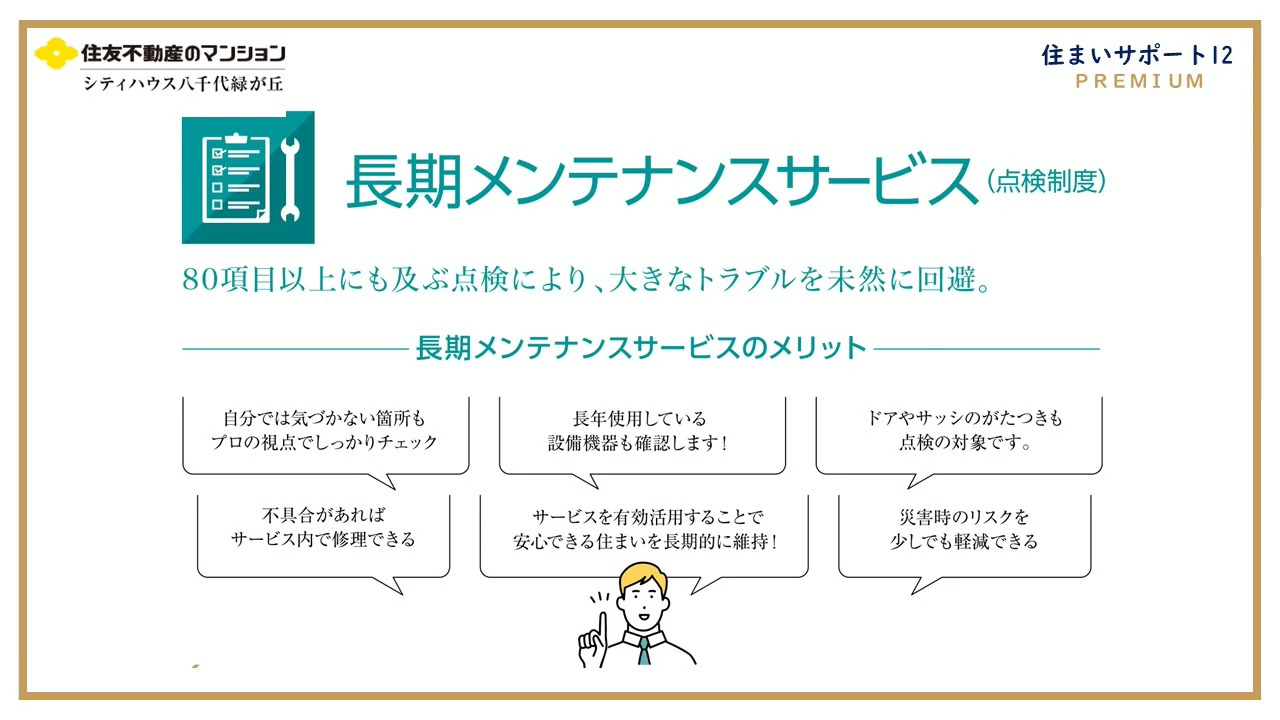 住友不動産のマンション
シティハウス八千代緑が丘
住まいサポート12
PREMIUM
長期メンテナンスサービス(点検制度)
80項目以上にも及ぶ点検により、大きなトラブルを未然に回避。
長期メンテナンスサービスのメリット
自分では気づかない箇所も
プロの視点でしっかりチェック
長年使用している
設備機器も確認します!
ドアやサッシのがたつきも
点検の対象です。
不具合があれば
サービス内で修理できる
サービスを有効活用することで
安心できる住まいを長期的に維持!
災害時のリスクを
少しでも軽減できる